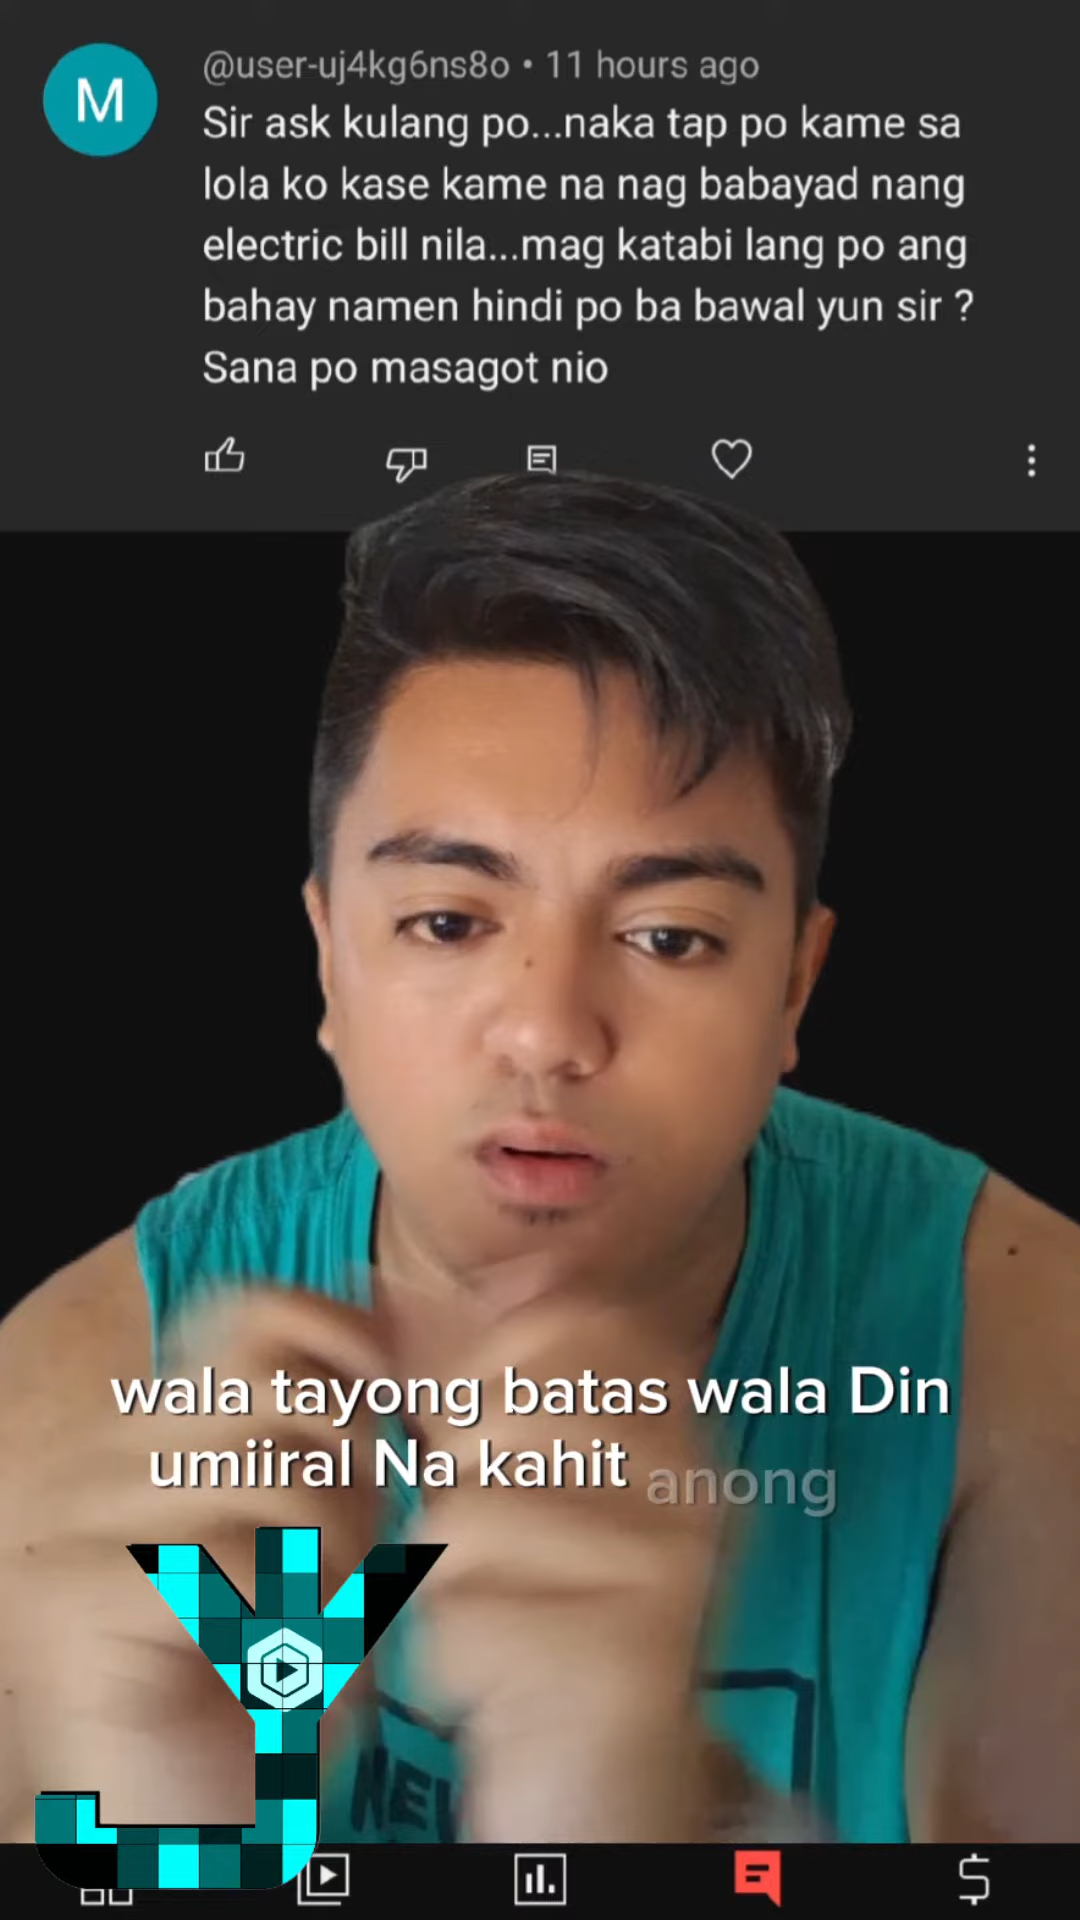 M
@user-uj4kg6ns8o • 11 hours ago
Sir ask kulang po...naka tap po kame sa
lola ko kase kame na nag babayad nang
electric bill nila...mag katabi lang po ang
bahay namen hindi po ba bawal yun sir ?
Sana po masagot nio
wala tayong batas wala Din
umiiral Na kahit anong
NEW